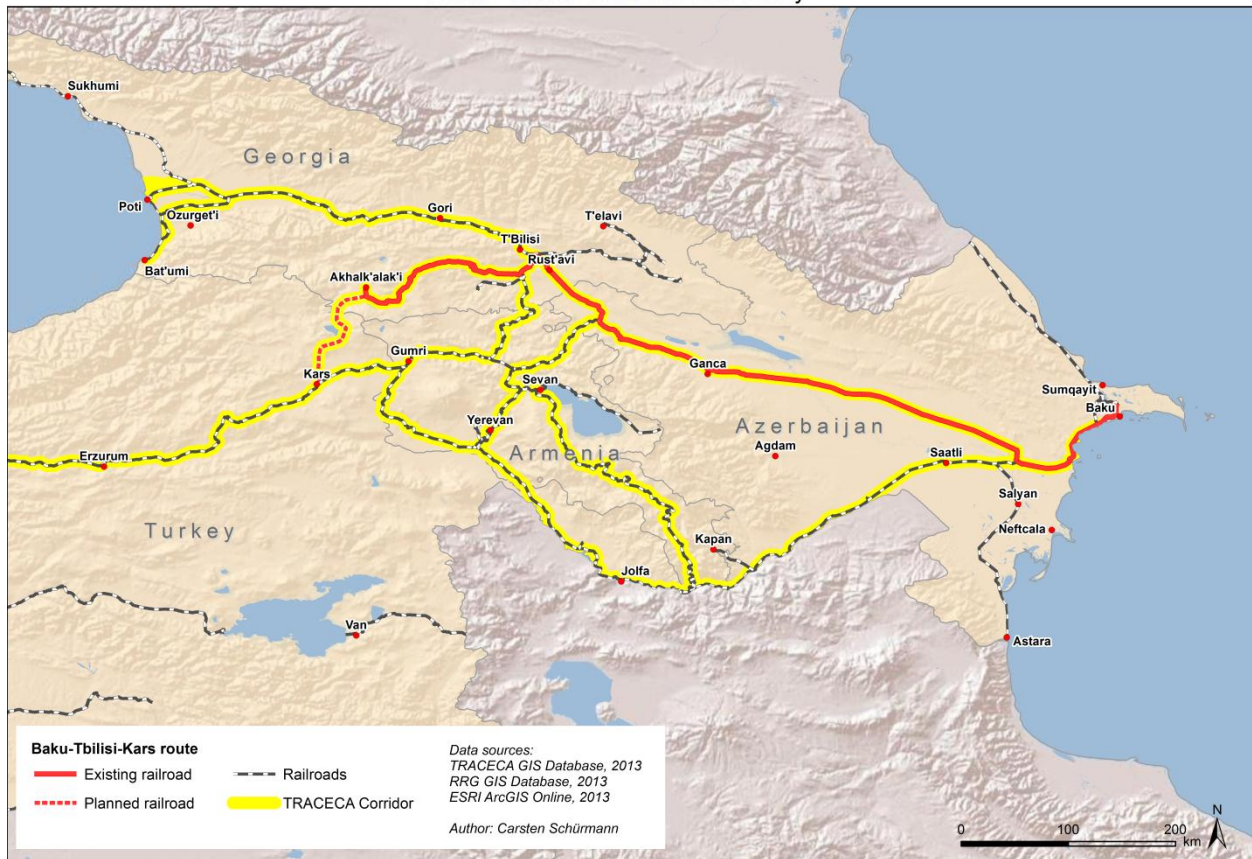 Sukhumi
Georgia
Poti
Ozurget'i
Gori
T'elavi
T'Bilisi
Bat'umi
Rust'avi
Akhalk'alak'i
Gumri
Ganca
Kars
Sevan
Sumqayit
Baku
Yerevan
Azerbaijan
Agdam
Armenia
Erzurum
Saatli
Salyan
Turkey
Neftcala
Kapan
Jolfa
Van
Astara
Baku-Tbilisi-Kars route
Existing railroad
Planned railroad
Railroads
TRACECA Corridor
Data sources:
TRACECA GIS Database, 2013
RRG GIS Database, 2013
ESRI ArcGIS Online, 2013
Author: Carsten Schürmann
N
0 100 200
km